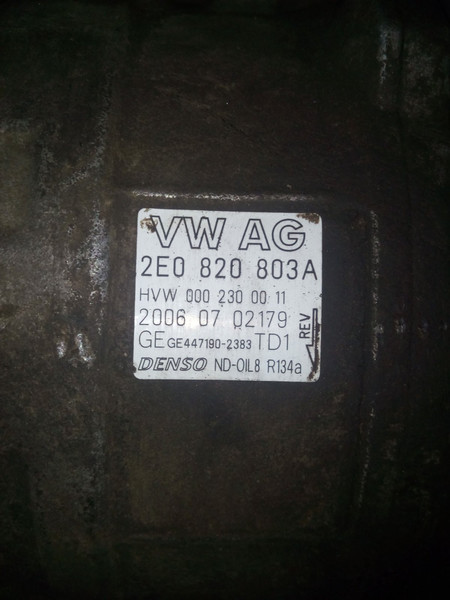 VW AG
2E0 820 803A
HVW 000 230 00 11
2006 07 02179
GE GE447190-2383 TD1
DENSO ND-OIL8 R134a
REV